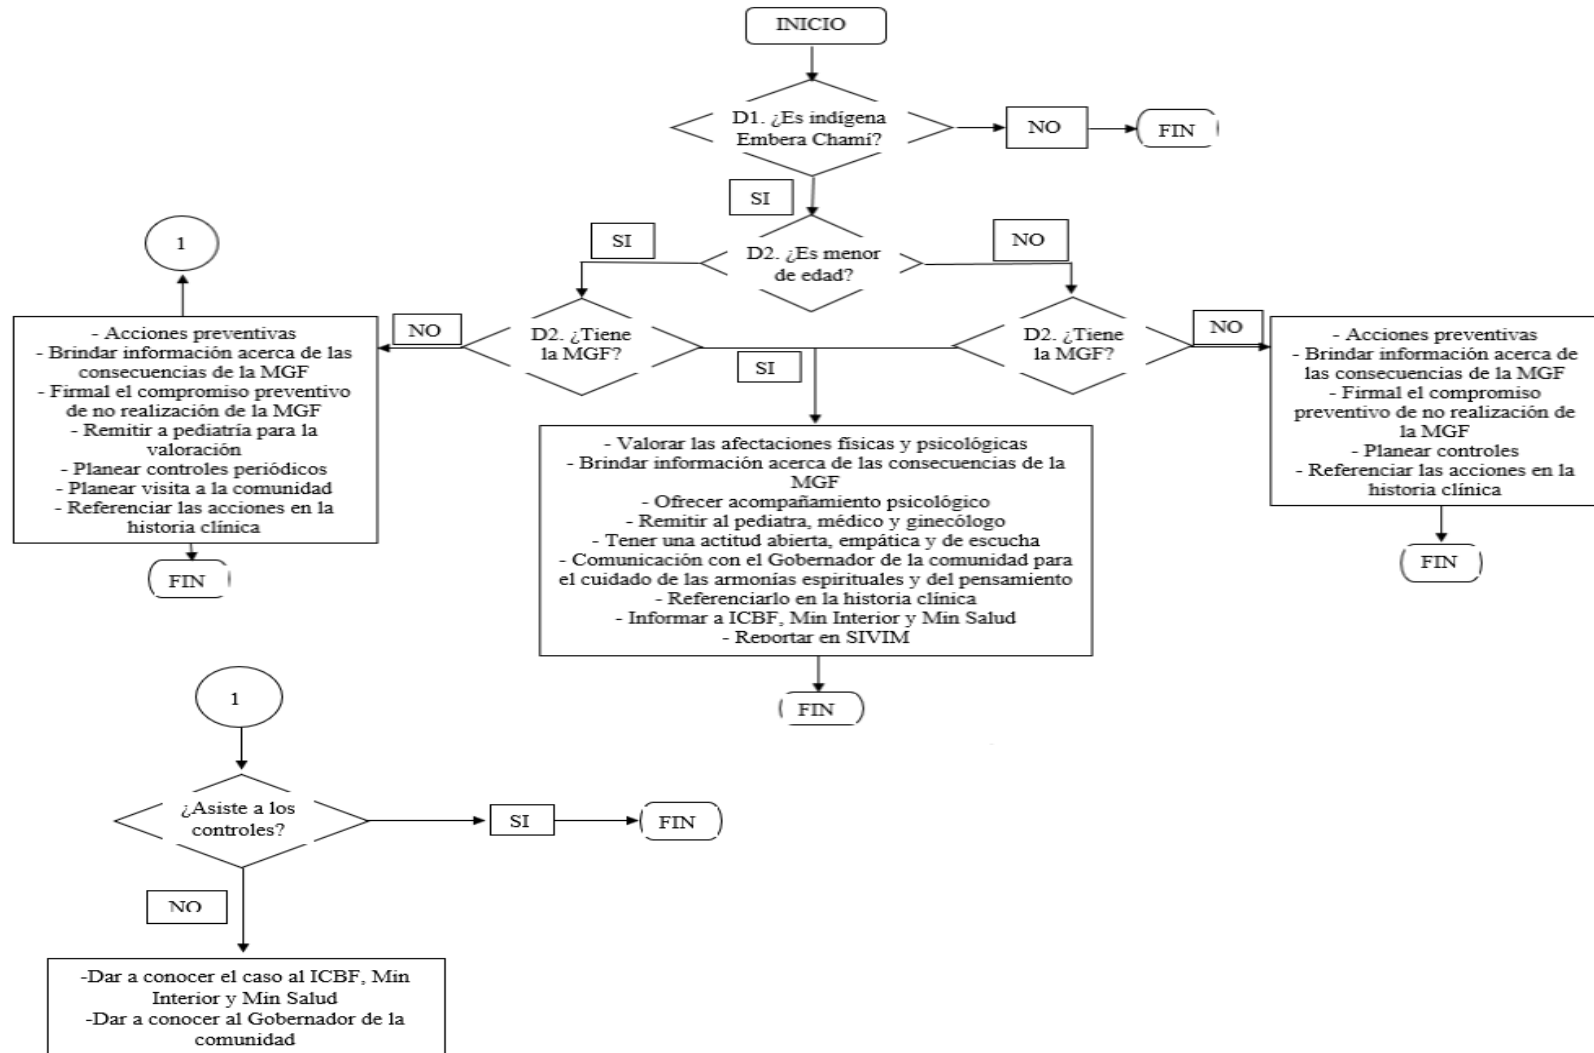 INICIO
D1. ¿Es indígena
Embera Chamí?
NO
FIN
SI
D2. ¿Es menor
de edad?
SI
NO
1
D2. ¿Tiene
la MGF?
NO
SI
D2. ¿Tiene
la MGF?
NO
- Acciones preventivas
- Brindar información acerca de las
consecuencias de la MGF
- Firmal el compromiso preventivo
de no realización de la MGF
- Remitir a pediatría para la
valoración
- Planear controles periódicos
- Planear visita a la comunidad
- Referenciar las acciones en la
historia clínica
FIN
- Valorar las afectaciones físicas y psicológicas
- Brindar información acerca de las consecuencias de la
MGF
- Ofrecer acompañamiento psicológico
- Remitir al pediatra, médico y ginecólogo
- Tener una actitud abierta, empática y de escucha
- Comunicación con el Gobernador de la comunidad para
el cuidado de las armonías espirituales y del pensamiento
- Referenciarlo en la historia clínica
- Informar a ICBF, Min Interior y Min Salud
- Reportar en SIVIM
FIN
- Acciones preventivas
- Brindar información acerca de
las consecuencias de la MGF
- Firmal el compromiso
preventivo de no realización de
la MGF
- Planear controles
- Referenciar las acciones en la
historia clínica
FIN
1
¿Asiste a los
controles?
SI
FIN
NO
-Dar a conocer el caso al ICBF, Min
Interior y Min Salud
-Dar a conocer al Gobernador de la
comunidad